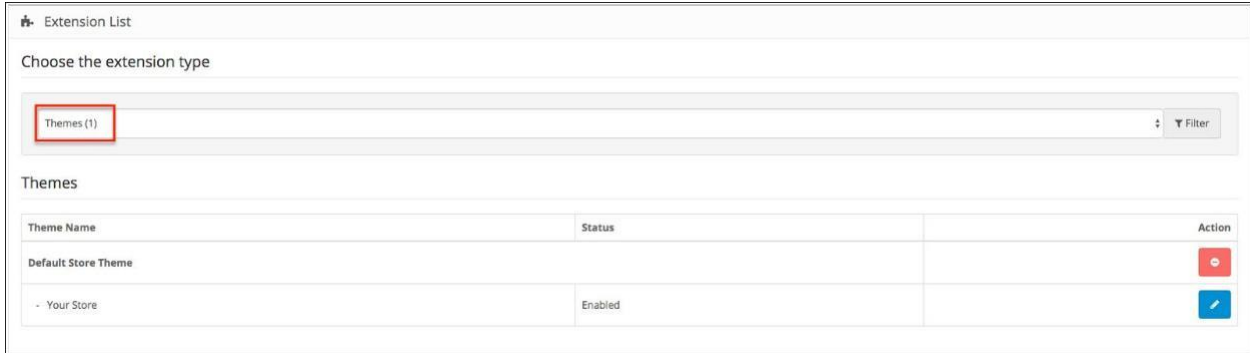 Extension List
Choose the extension type
Themes (1)
Filter
Themes
Theme Name Status Action
Default Store Theme
- Your Store Enabled